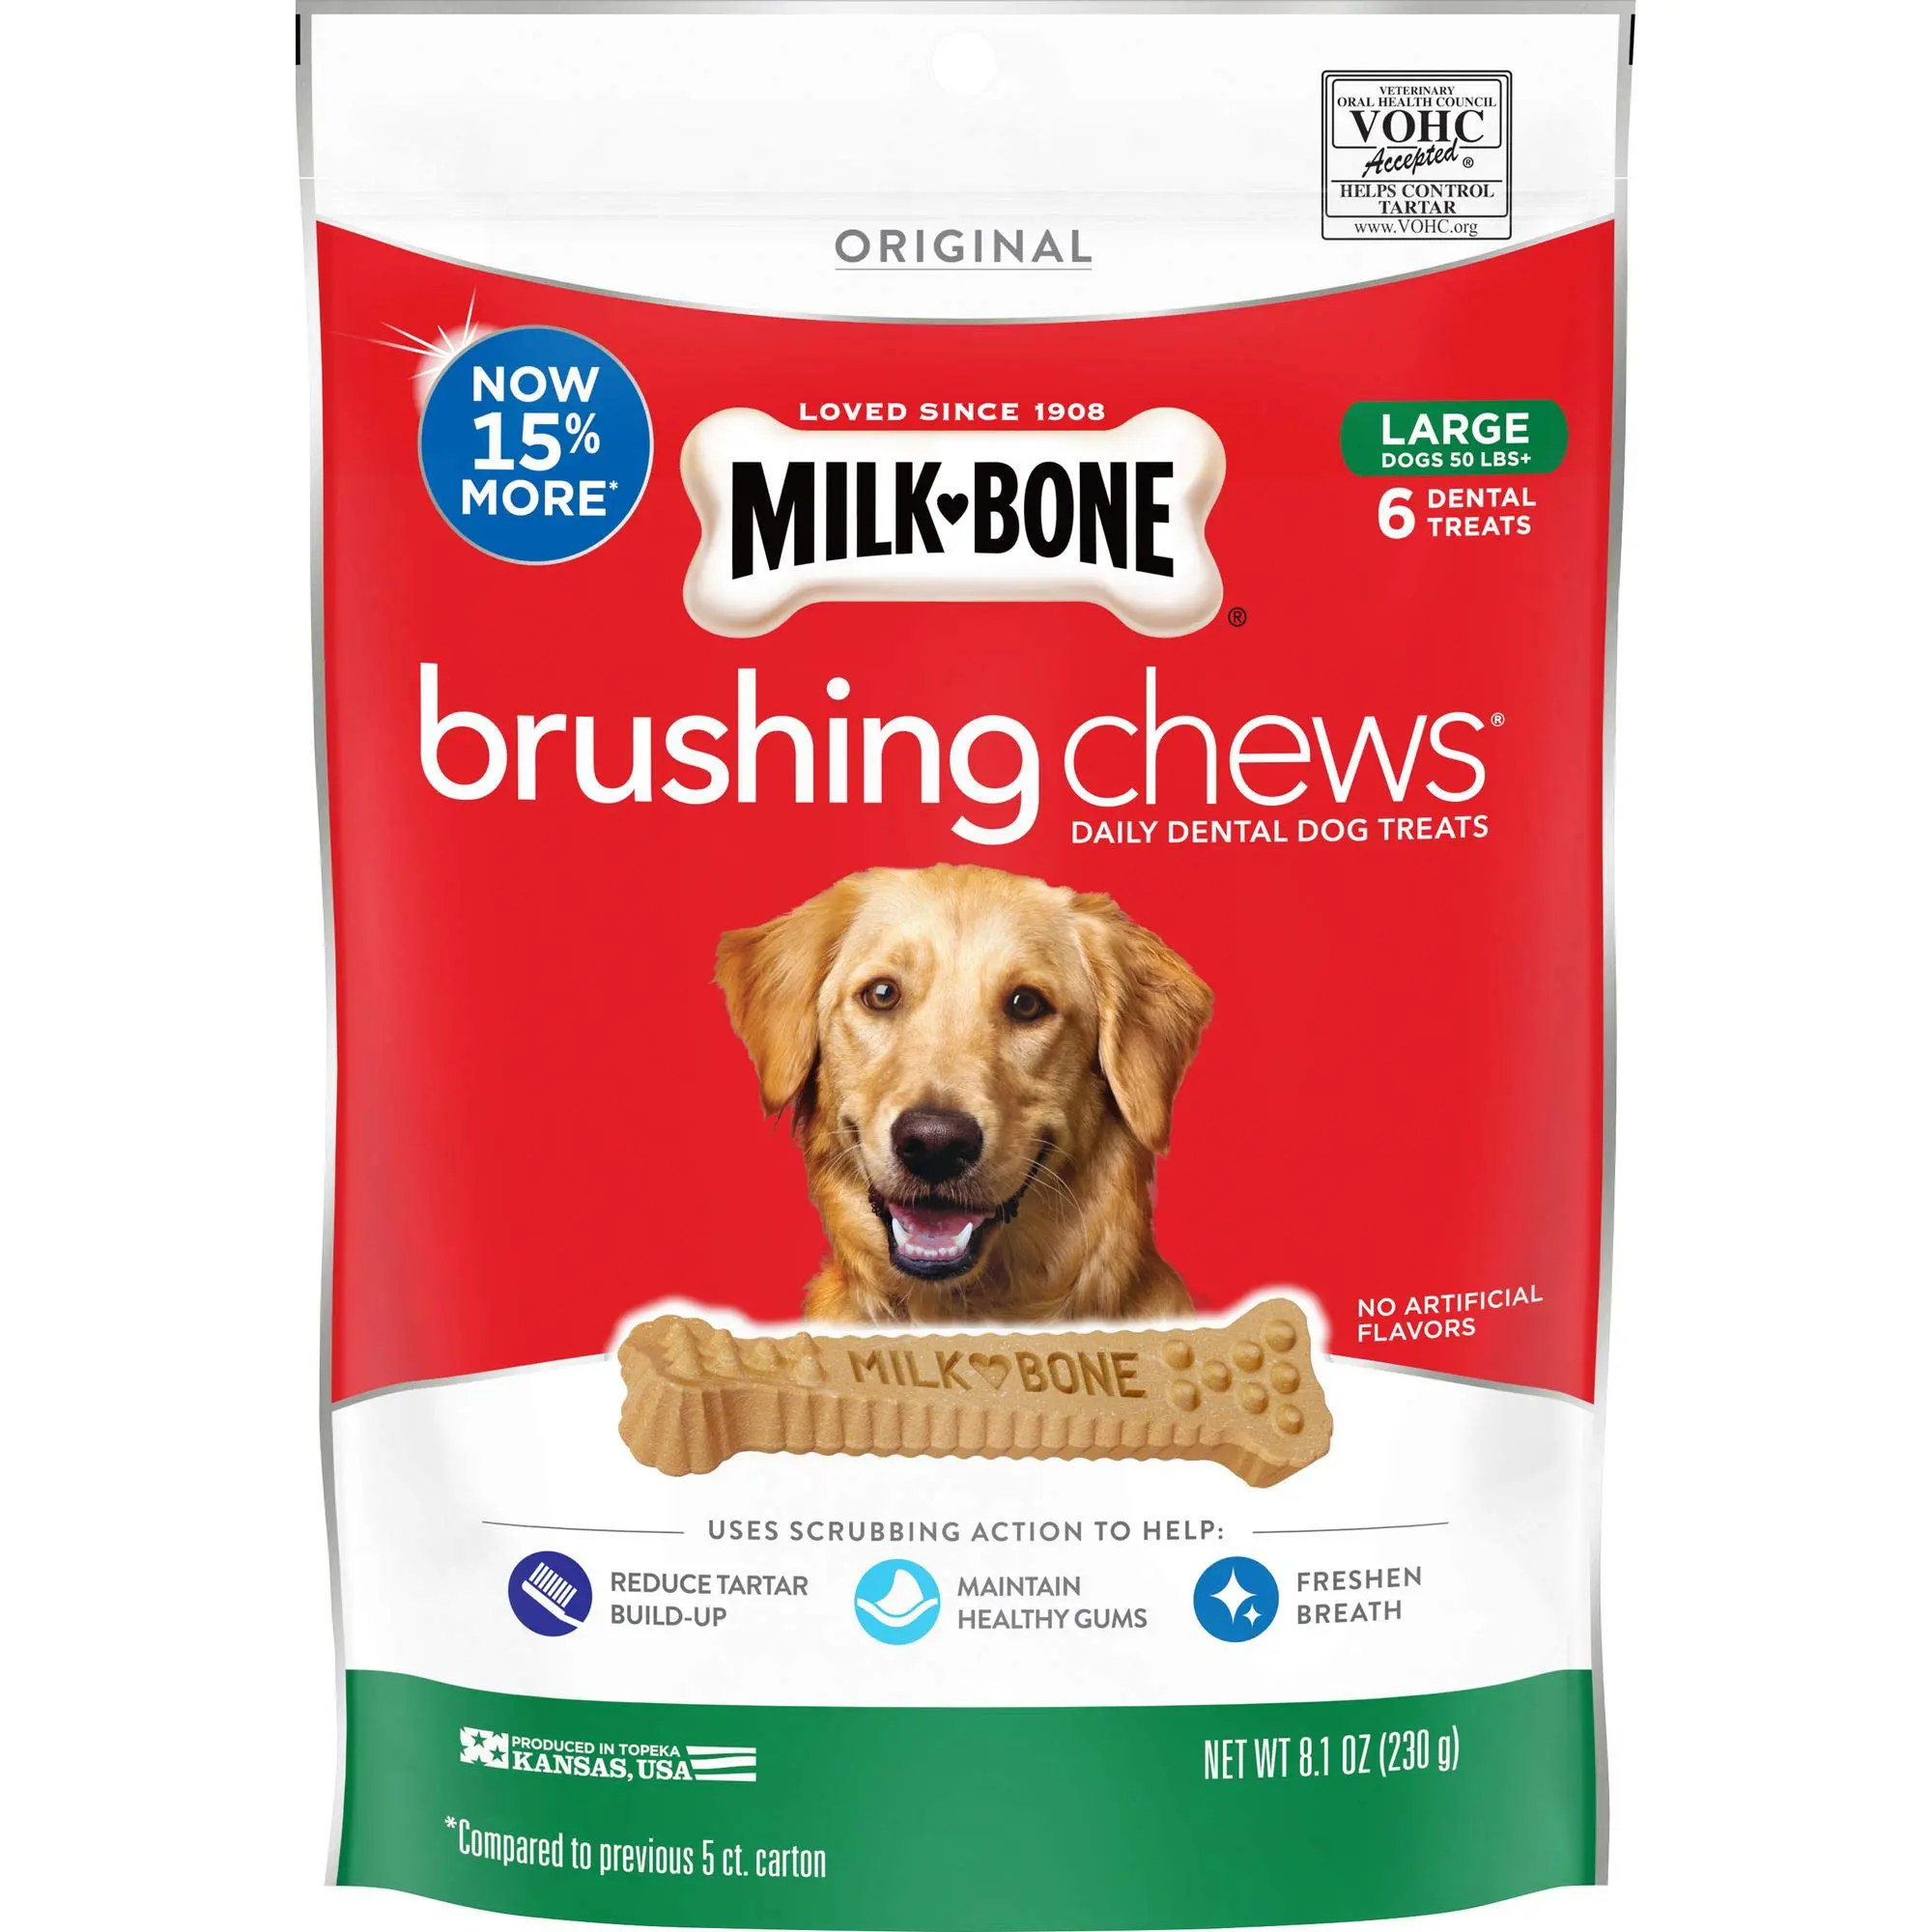 VETERINARY
ORAL HEALTH COUNCIL
VOHC
Accepted®
HELPS CONTROL
TARTAR
www.VOHC.org
ORIGINAL
NOW
15%
MORE*
LOVED SINCE 1908
MILK BONE®
LARGE
DOGS 50 LBS+
6 DENTAL
TREATS
brushing chews®
DAILY DENTAL DOG TREATS
NO ARTIFICIAL
FLAVORS
MILK BONE
USES SCRUBBING ACTION TO HELP:
REDUCE TARTAR
BUILD-UP
MAINTAIN
HEALTHY GUMS
FRESHEN
BREATH
PRODUCED IN TOPEKA
KANSAS, USA
NET WT 8.1 OZ (230 g)
*Compared to previous 5 ct. carton